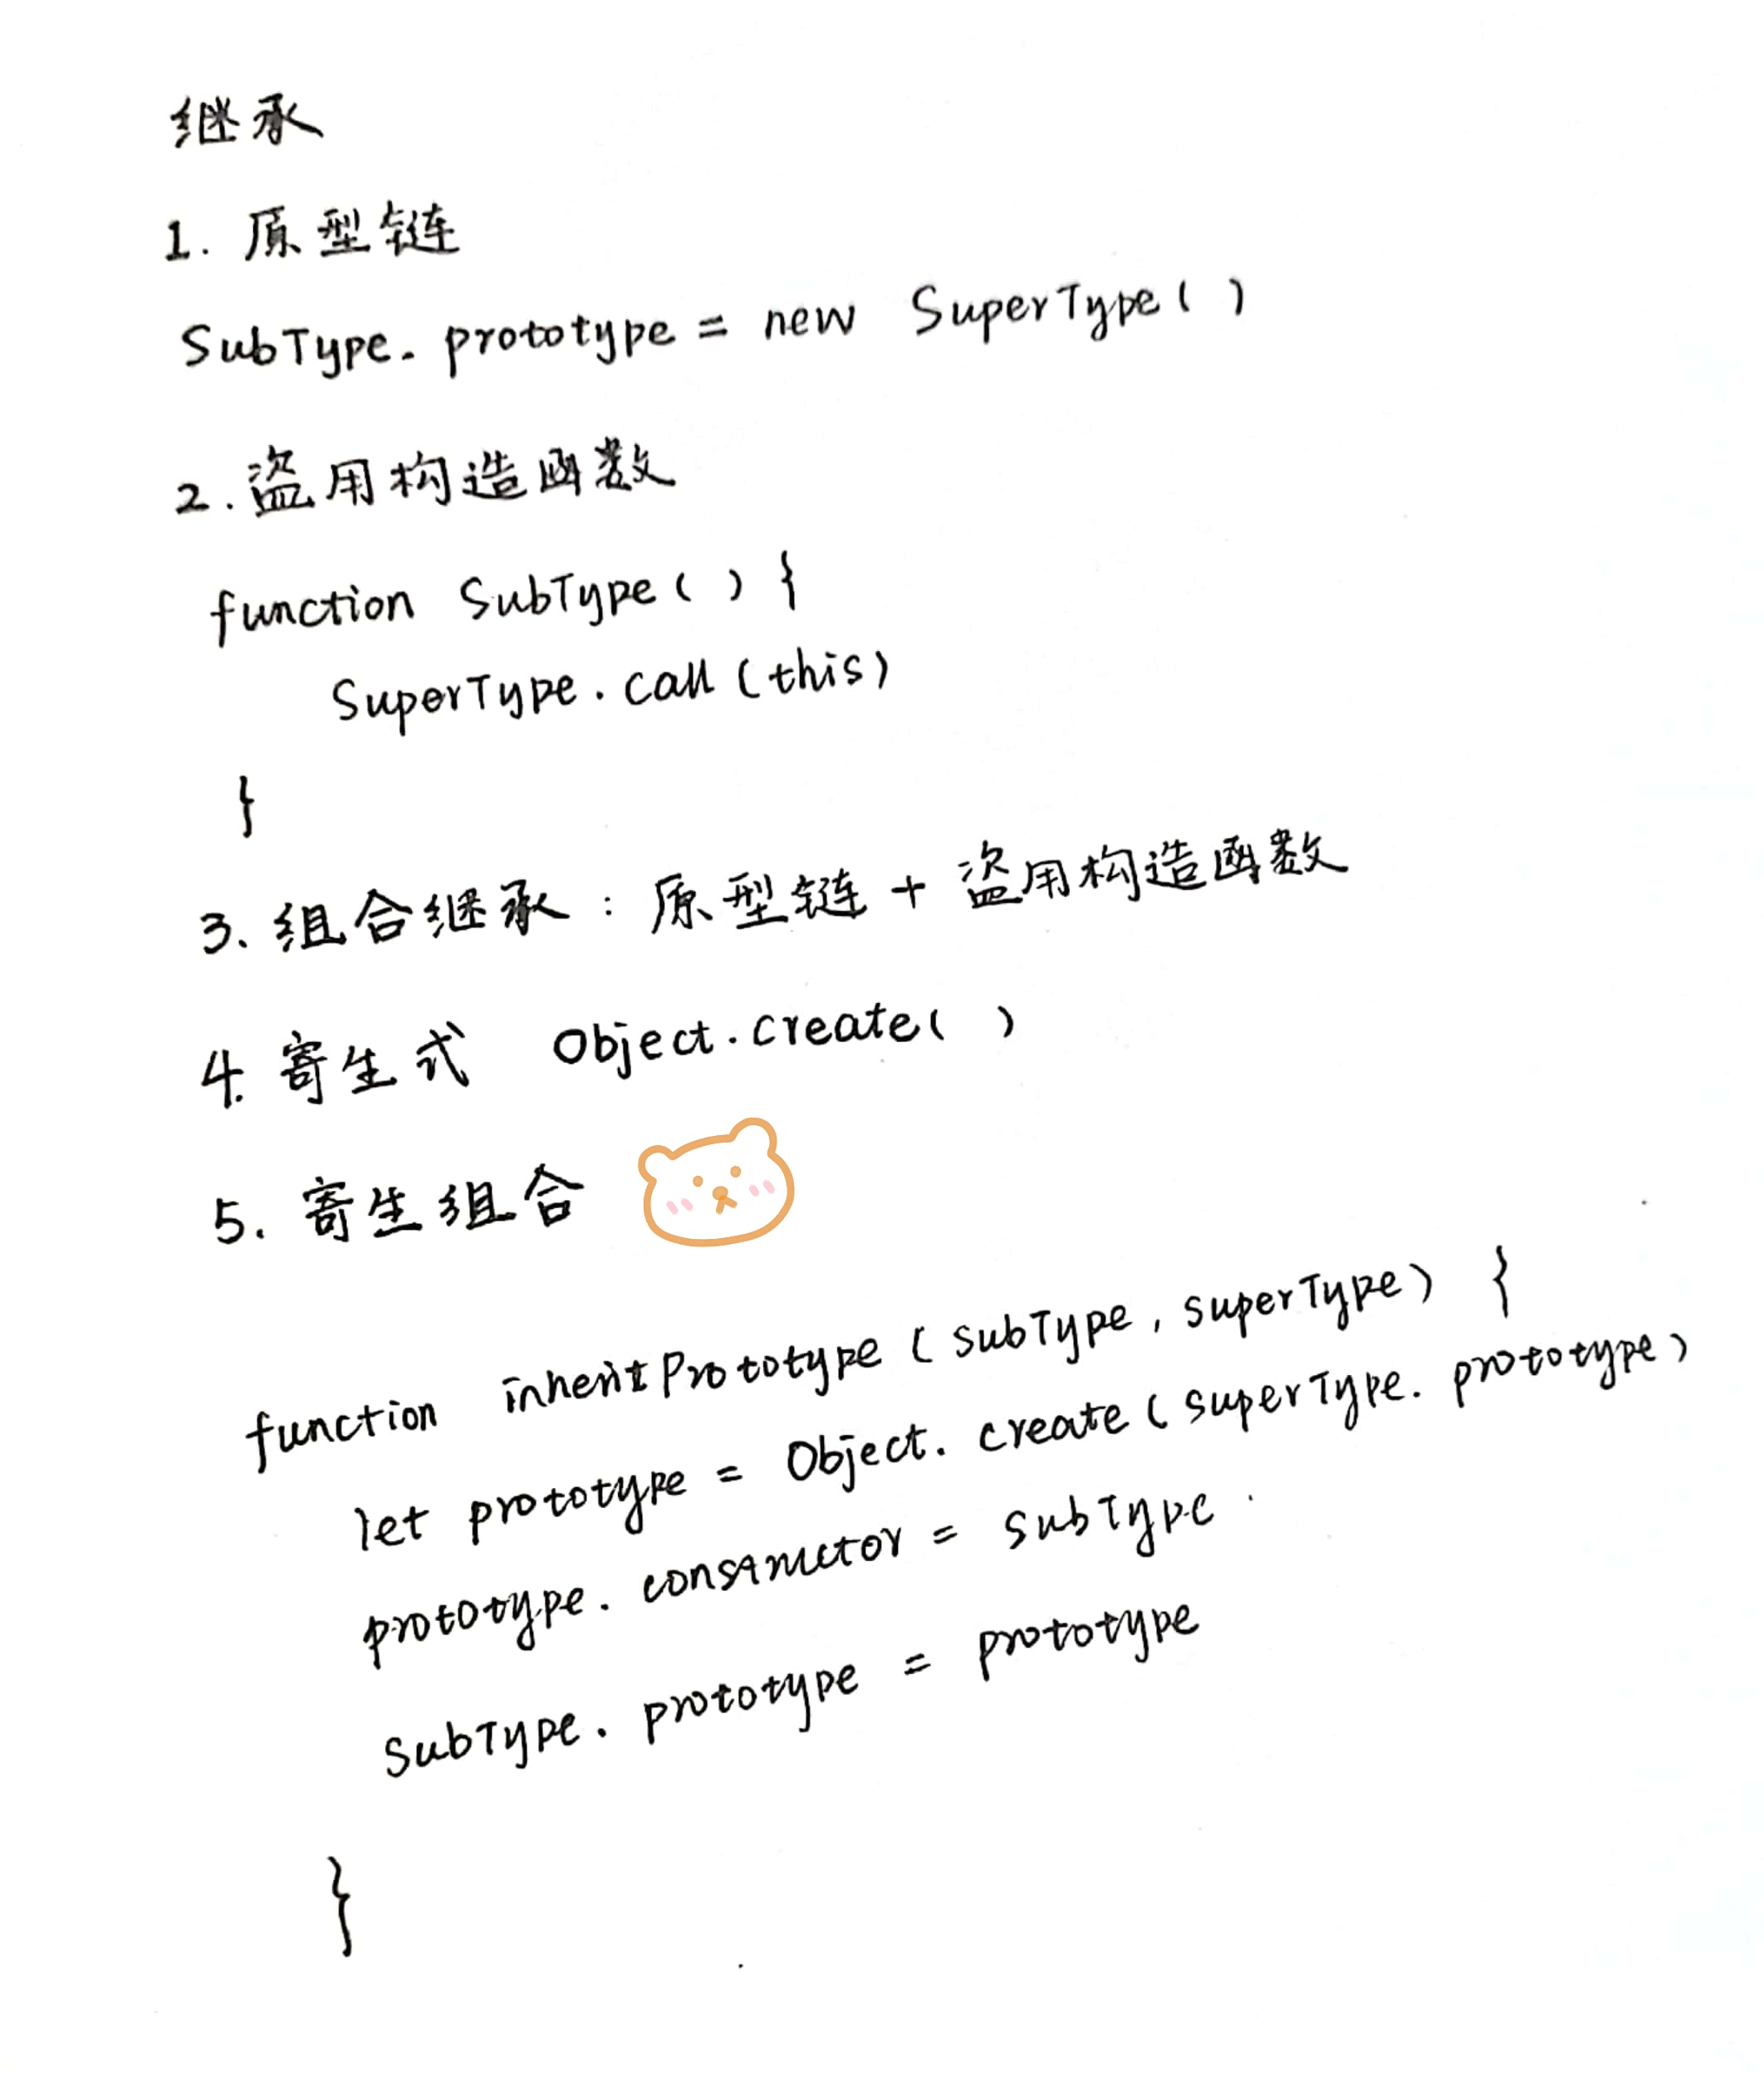 继承
1. 原型链
SubType. prototype = new SuperType( )
2. 盗用构造函数
function SubType( ) {
SuperType. call (this)
}
3. 组合继承 : 原型链 + 盗用构造函数
4. 寄生式 Object. create( )
5. 寄生组合
function inheritPrototype ( subType, superType) {
let prototype = Object. create ( superType. prototype)
prototype. constructor = subType
SubType. prototype = prototype
}